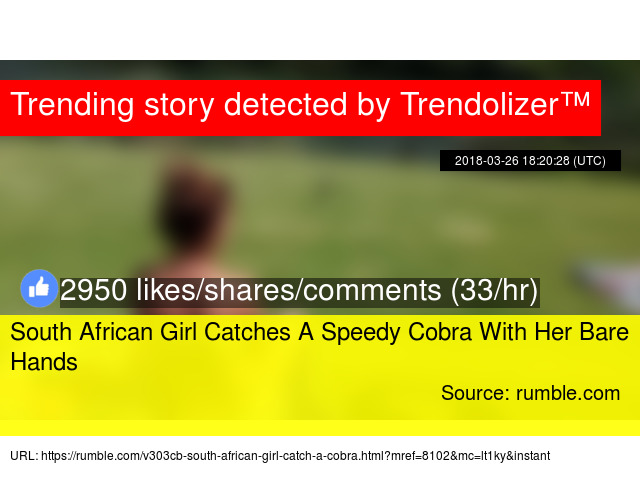 Trending story detected by Trendolizer™
2018-03-26 18:20:28 (UTC)
2950 likes/shares/comments (33/hr)
South African Girl Catches A Speedy Cobra With Her Bare
Hands
Source: rumble.com
URL: https://rumble.com/v303cb-south-african-girl-catch-a-cobra.html?mref=8102&mc=lt1ky&instant